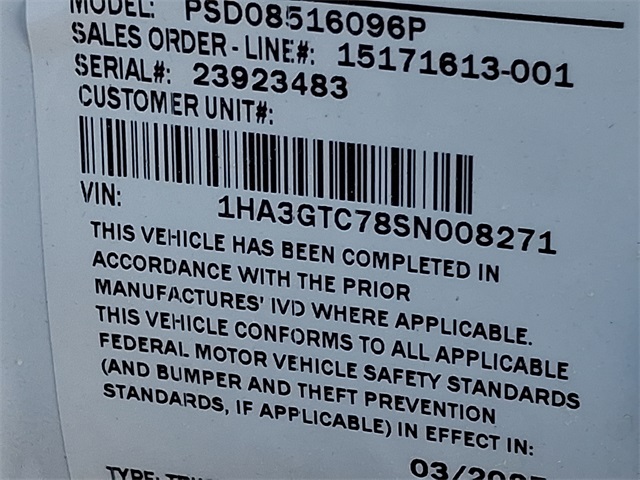 MODEL: PSD08516096P
SALES ORDER - LINE#: 15171613-001
SERIAL#: 23923483
CUSTOMER UNIT#:
VIN: 1HA3GTC78SN008271
THIS VEHICLE HAS BEEN COMPLETED IN
ACCORDANCE WITH THE PRIOR
MANUFACTURES' IVD WHERE APPLICABLE.
THIS VEHICLE CONFORMS TO ALL APPLICABLE
FEDERAL MOTOR VEHICLE SAFETY STANDARDS
(AND BUMPER AND THEFT PREVENTION
STANDARDS, IF APPLICABLE) IN EFFECT IN:
TYPE: